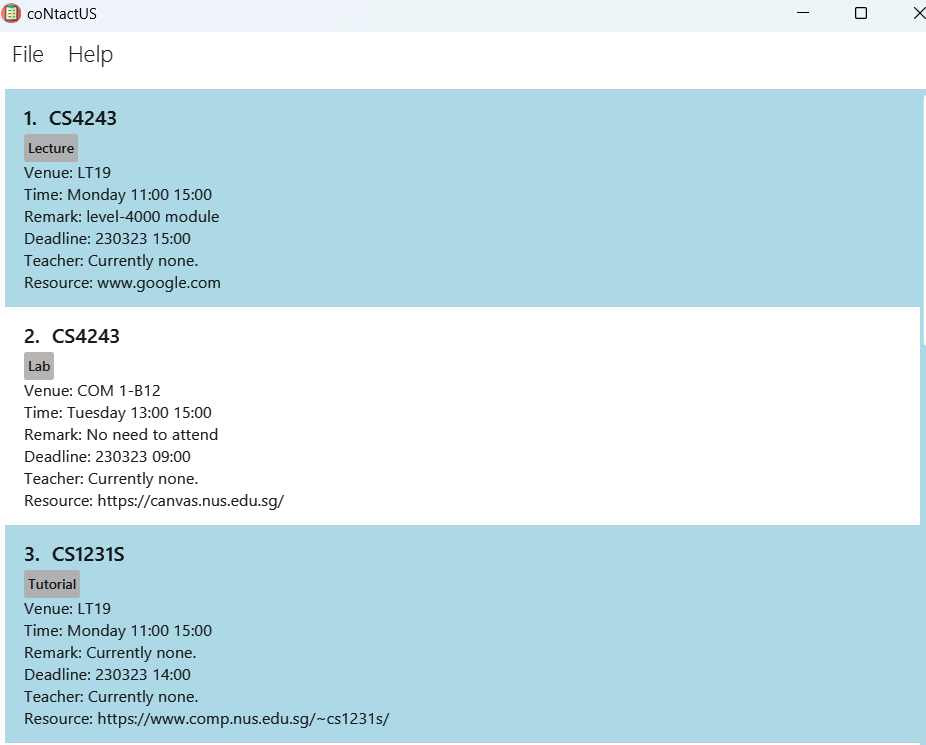 coNtactUS
File Help
1. CS4243
Lecture
Venue: LT19
Time: Monday 11:00 15:00
Remark: level-4000 module
Deadline: 230323 15:00
Teacher: Currently none.
Resource: www.google.com
2. CS4243
Lab
Venue: COM 1-B12
Time: Tuesday 13:00 15:00
Remark: No need to attend
Deadline: 230323 09:00
Teacher: Currently none.
Resource: https://canvas.nus.edu.sg/
3. CS1231S
Tutorial
Venue: LT19
Time: Monday 11:00 15:00
Remark: Currently none.
Deadline: 230323 14:00
Teacher: Currently none.
Resource: https://www.comp.nus.edu.sg/~cs1231s/